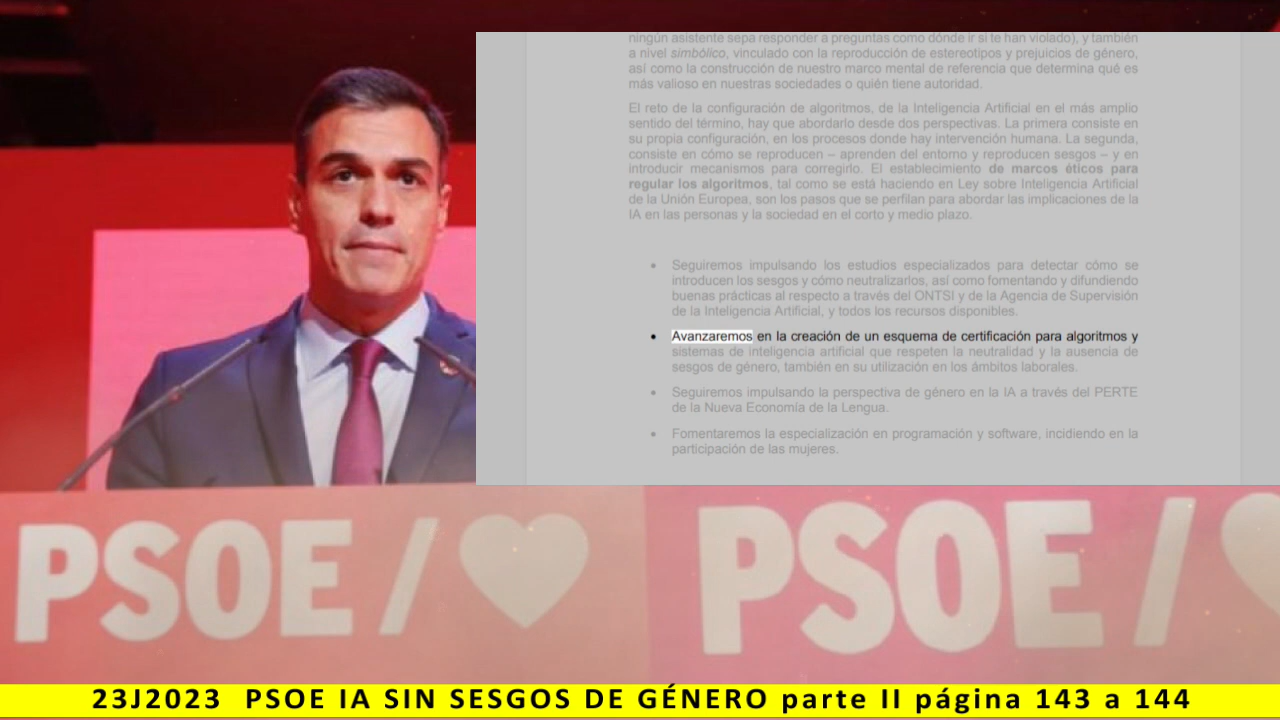 ningún asistente sepa responder a preguntas como dónde ir si te han violado), y también
a nivel simbólico, vinculado con la reproducción de estereotipos y prejuicios de género,
así como la construcción de nuestro marco mental de referencia que determina qué es
más valioso en nuestras sociedades o quién tiene autoridad.
El reto de la configuración de algoritmos, de la Inteligencia Artificial en el más amplio
sentido del término, hay que abordarlo desde dos perspectivas. La primera consiste en
su propia configuración, en los procesos donde hay intervención humana. La segunda,
consiste en cómo se reproducen – aprenden del entorno y reproducen sesgos – y en
introducir mecanismos para corregirlo. El establecimiento de marcos éticos para
regular los algoritmos, tal como se está haciendo en Ley sobre Inteligencia Artificial
de la Unión Europea, son los pasos que se perfilan para abordar las implicaciones de la
IA en las personas y la sociedad en el corto y medio plazo.
• Seguiremos impulsando los estudios especializados para detectar cómo se
introducen los sesgos y cómo neutralizarlos, así como fomentando y difundiendo
buenas prácticas al respecto a través del ONTSI y de la Agencia de Supervisión
de la Inteligencia Artificial, y todos los recursos disponibles.
• Avanzaremos en la creación de un esquema de certificación para algoritmos y
sistemas de inteligencia artificial que respeten la neutralidad y la ausencia de
sesgos de género, también en su utilización en los ámbitos laborales.
• Seguiremos impulsando la perspectiva de género en la IA a través del PERTE
de la Nueva Economía de la Lengua.
• Fomentaremos la especialización en programación y software, incidiendo en la
participación de las mujeres.
PSOE / PSOE /
23J2023 PSOE IA SIN SESGOS DE GÉNERO parte II página 143 a 144